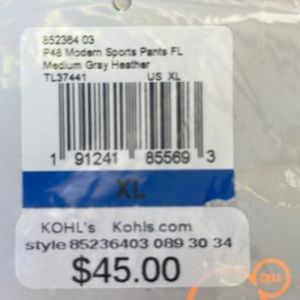 852364 03
P48 Modern Sports Pants FL
Medium Gray Heather
TL37441 US XL
1 91241 85569 3
XL
KOHL's Kohls.com
style 85236403 089 30 34
$45.00
CELL